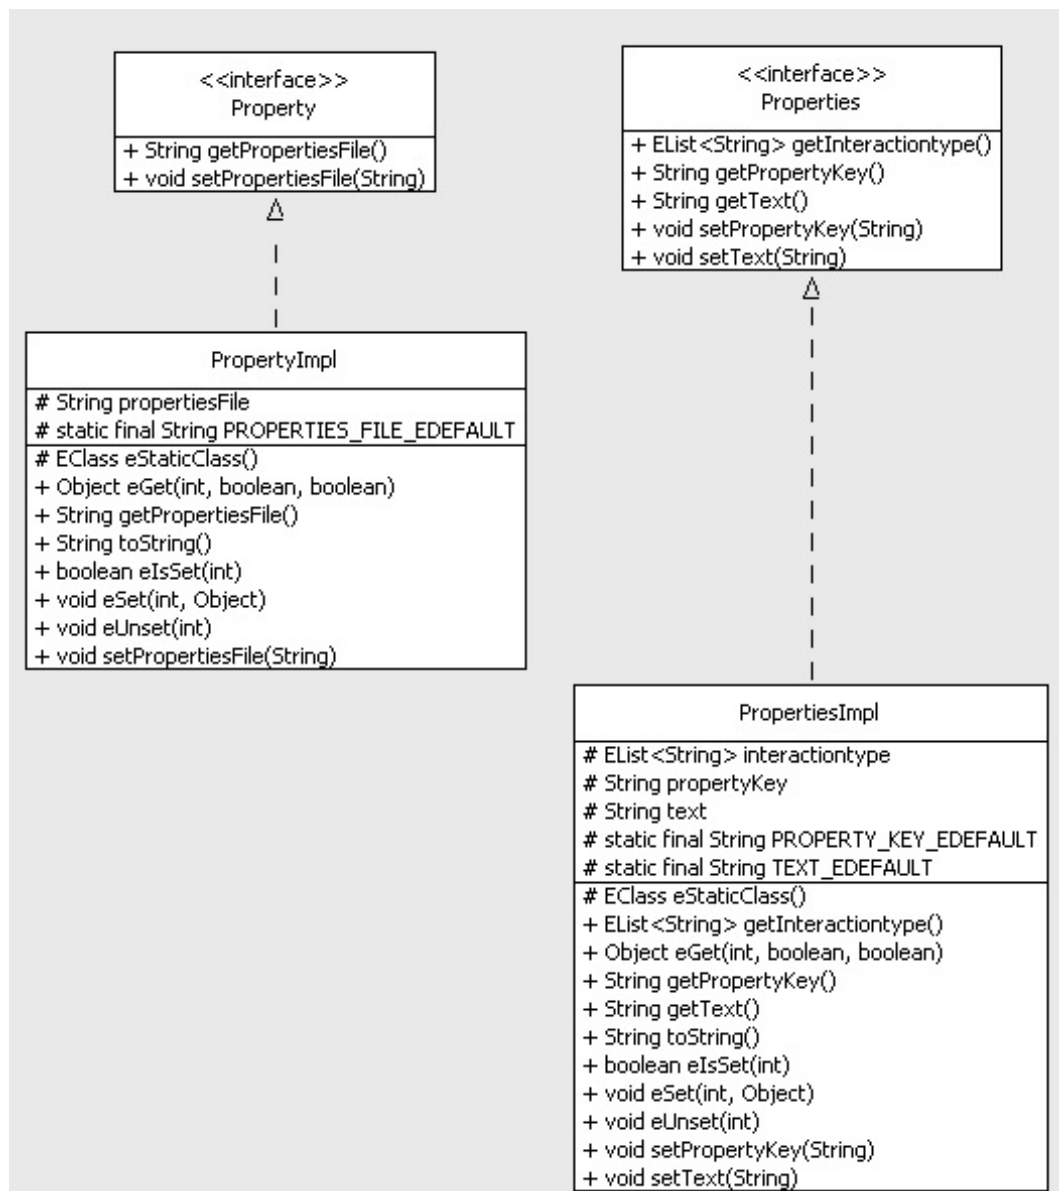 <<interface>>
Property
+ String getPropertiesFile()
+ void setPropertiesFile(String)
<<interface>>
Properties
+ EList<String> getInteractiontype()
+ String getPropertyKey()
+ String getText()
+ void setPropertyKey(String)
+ void setText(String)
PropertyImpl
# String propertiesFile
# static final String PROPERTIES_FILE_EDEFAULT
# EClass eStaticClass()
+ Object eGet(int, boolean, boolean)
+ String getPropertiesFile()
+ String toString()
+ boolean eIsSet(int)
+ void eSet(int, Object)
+ void eUnset(int)
+ void setPropertiesFile(String)
PropertiesImpl
# EList<String> interactiontype
# String propertyKey
# String text
# static final String PROPERTY_KEY_EDEFAULT
# static final String TEXT_EDEFAULT
# EClass eStaticClass()
+ EList<String> getInteractiontype()
+ Object eGet(int, boolean, boolean)
+ String getPropertyKey()
+ String getText()
+ String toString()
+ boolean eIsSet(int)
+ void eSet(int, Object)
+ void eUnset(int)
+ void setPropertyKey(String)
+ void setText(String)